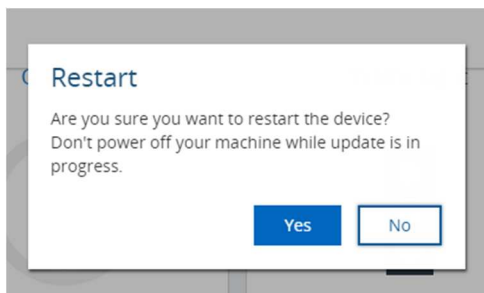 Restart
Are you sure you want to restart the device?
Don't power off your machine while update is in
progress.
Yes
No